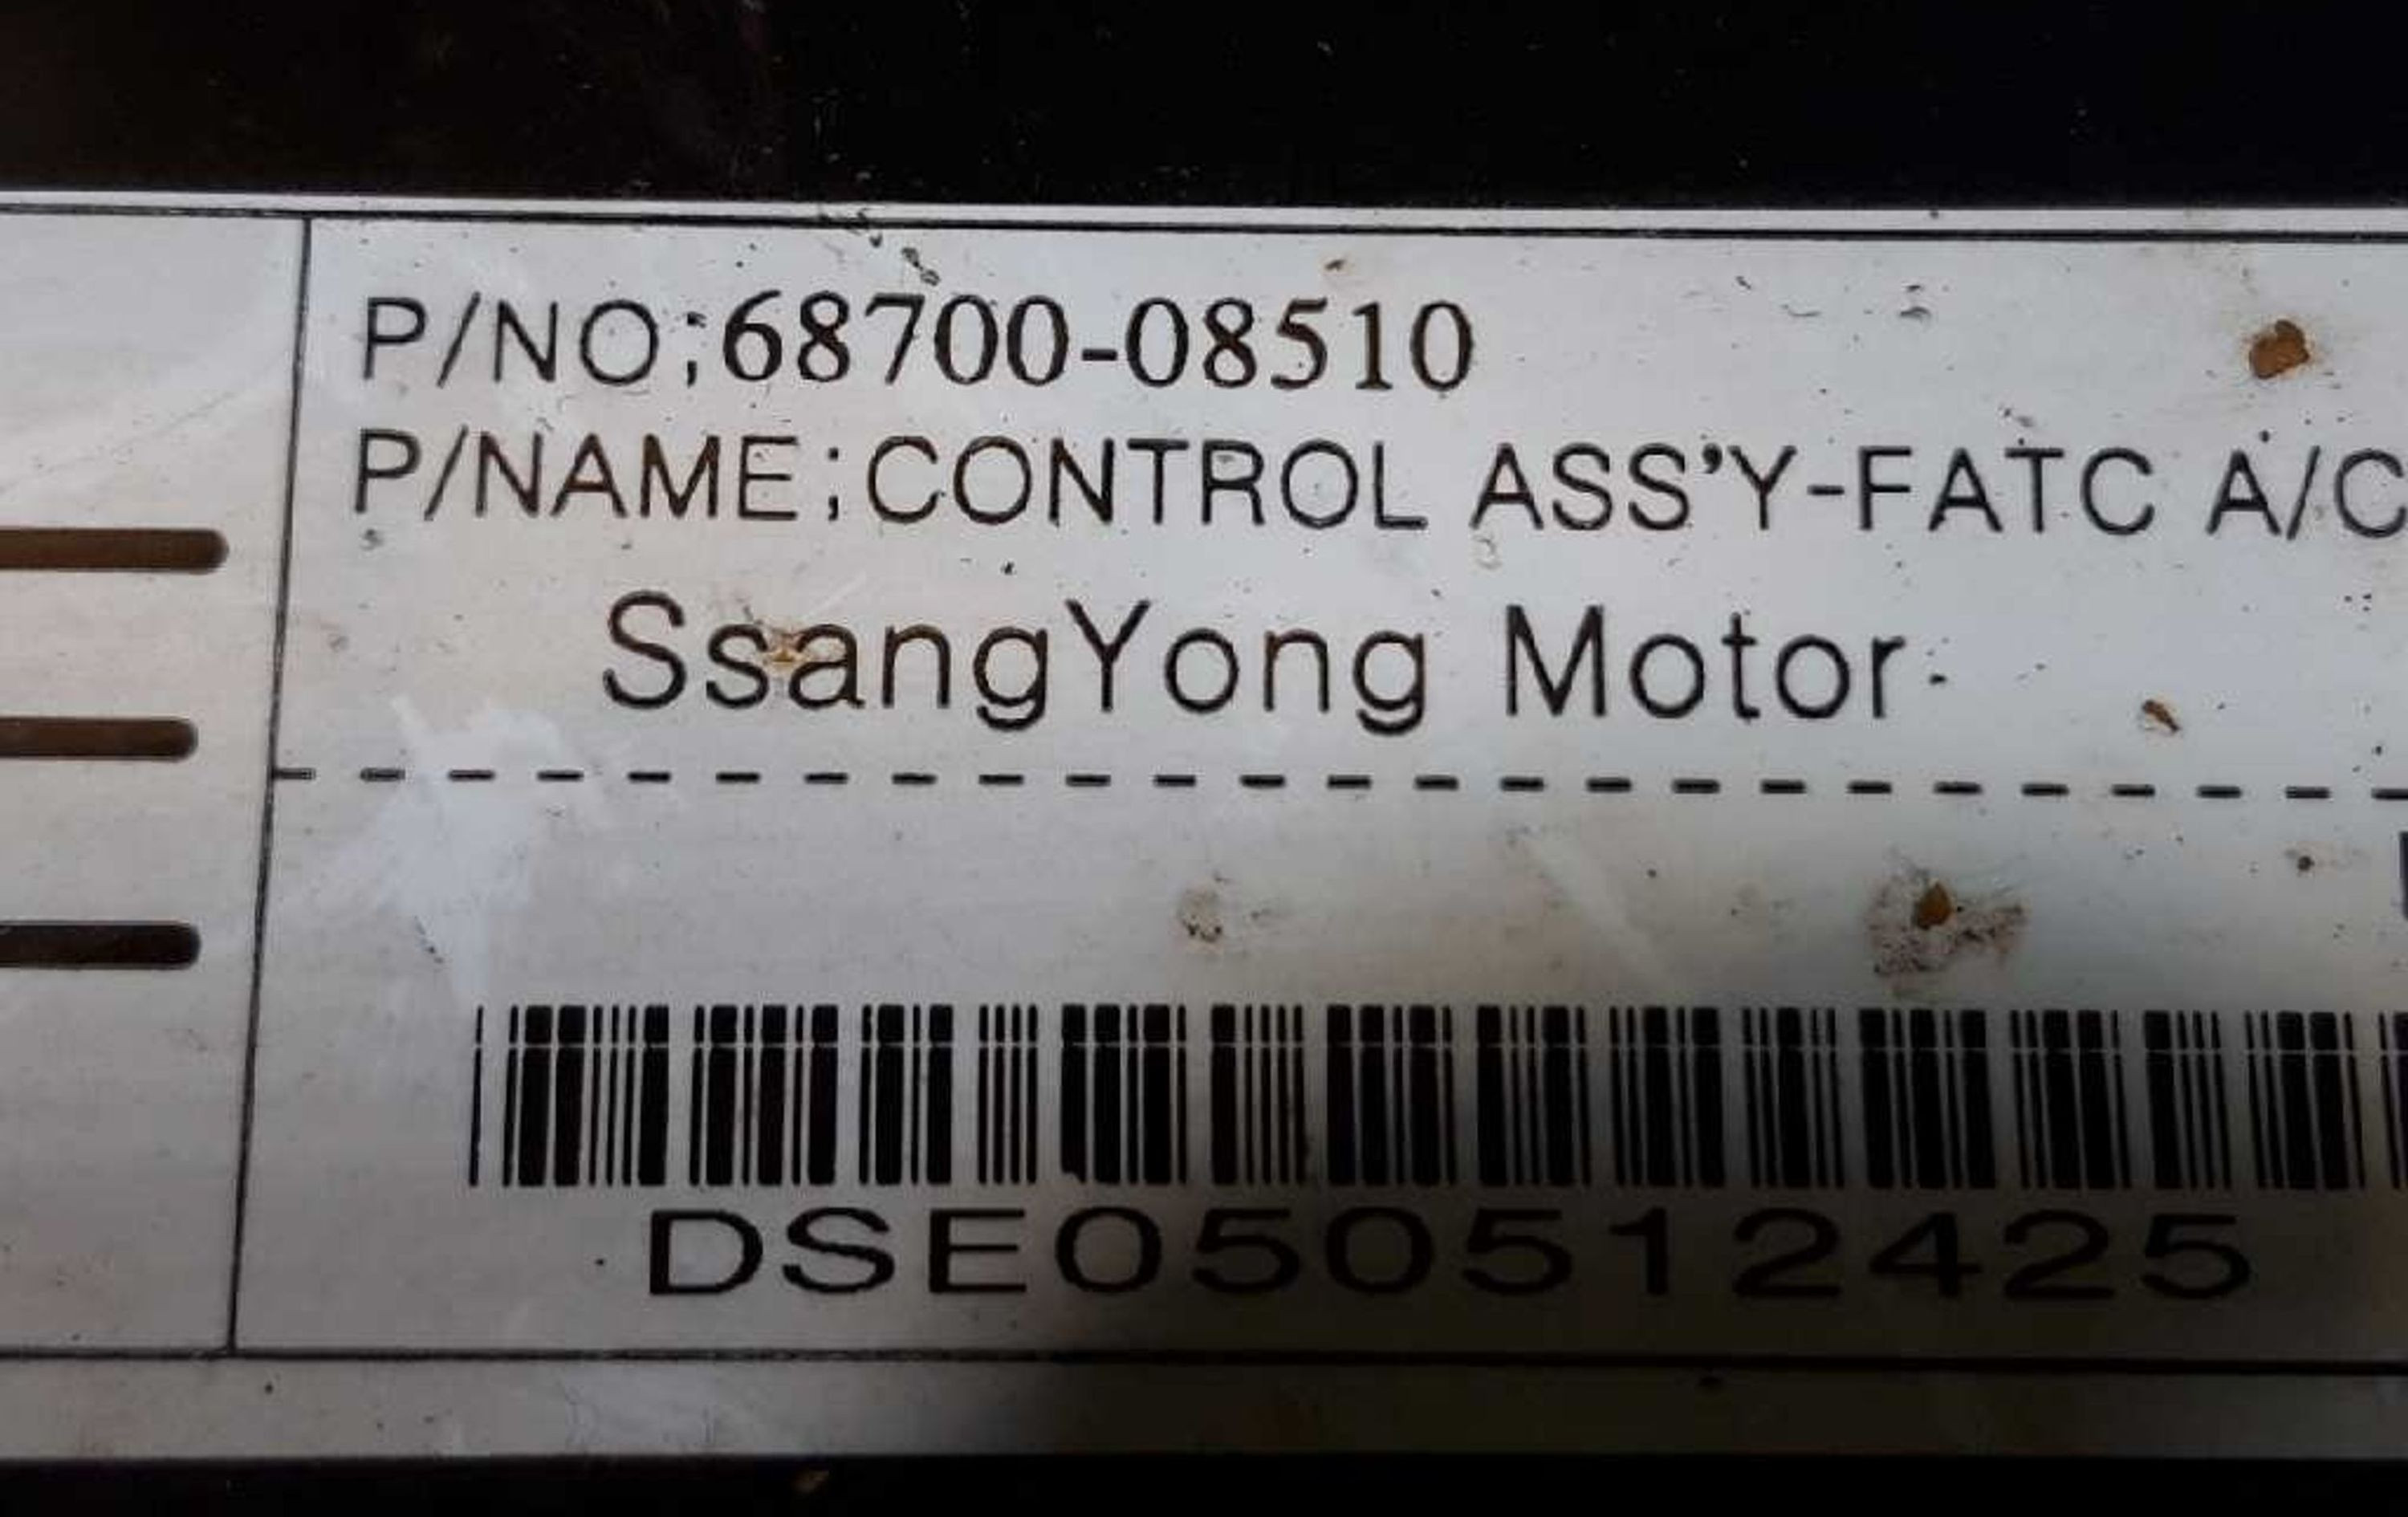 P/NO;68700-08510
P/NAME;CONTROL ASS'Y-FATC A/C
SsangYong Motor
DSE050512425